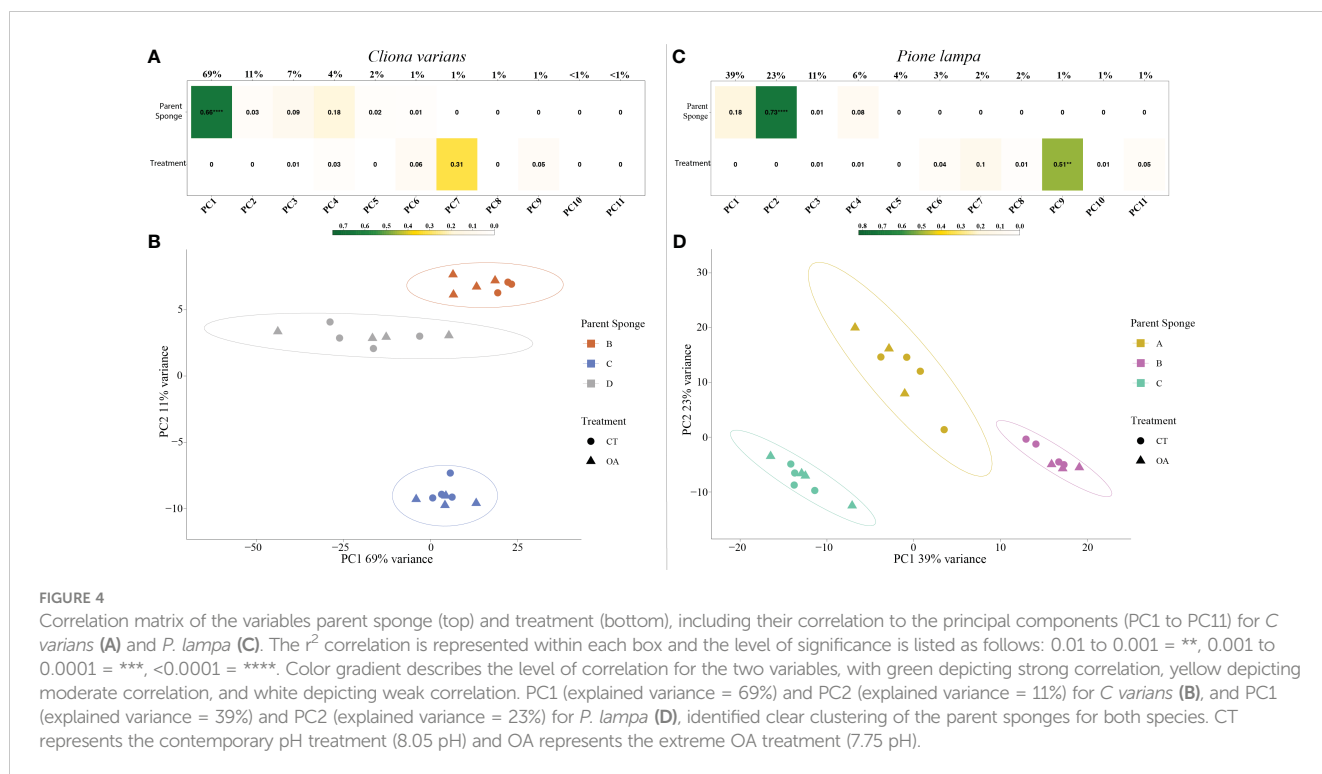 A
Cliona varians
69% 11% 7% 4% 2% 1% 1% 1% 1% <1% <1%
Parent Sponge 0.66**** 0.03 0.09 0.18 0.02 0.01 0 0 0 0 0
Treatment 0 0 0.01 0.03 0 0.06 0.31 0 0.05 0 0
PC1 PC2 PC3 PC4 PC5 PC6 PC7 PC8 PC9 PC10 PC11
0.7 0.6 0.5 0.4 0.3 0.2 0.1 0.0
C
Pione lampa
39% 23% 11% 6% 4% 3% 2% 2% 1% 1% 1%
Parent Sponge 0.18 0.73**** 0.01 0.08 0 0 0 0 0 0 0
Treatment 0 0 0.01 0.01 0 0.04 0.1 0.01 0.51** 0.01 0.05
PC1 PC2 PC3 PC4 PC5 PC6 PC7 PC8 PC9 PC10 PC11
0.8 0.7 0.6 0.5 0.4 0.3 0.2 0.1 0.0
B
PC2 11% variance
5
0
−5
−10
−50 −25 0 25
PC1 69% variance
Parent Sponge
B
C
D
Treatment
CT
OA
D
PC2 23% variance
30
20
10
0
−10
−20 −10 0 10 20
PC1 39% variance
Parent Sponge
A
B
C
Treatment
CT
OA
FIGURE 4
Correlation matrix of the variables parent sponge (top) and treatment (bottom), including their correlation to the principal components (PC1 to PC11) for C
varians (A) and P. lampa (C). The r² correlation is represented within each box and the level of significance is listed as follows: 0.01 to 0.001 = **, 0.001 to
0.0001 = ***, <0.0001 = ****. Color gradient describes the level of correlation for the two variables, with green depicting strong correlation, yellow depicting
moderate correlation, and white depicting weak correlation. PC1 (explained variance = 69%) and PC2 (explained variance = 11%) for C varians (B), and PC1
(explained variance = 39%) and PC2 (explained variance = 23%) for P. lampa (D), identified clear clustering of the parent sponges for both species. CT
represents the contemporary pH treatment (8.05 pH) and OA represents the extreme OA treatment (7.75 pH).